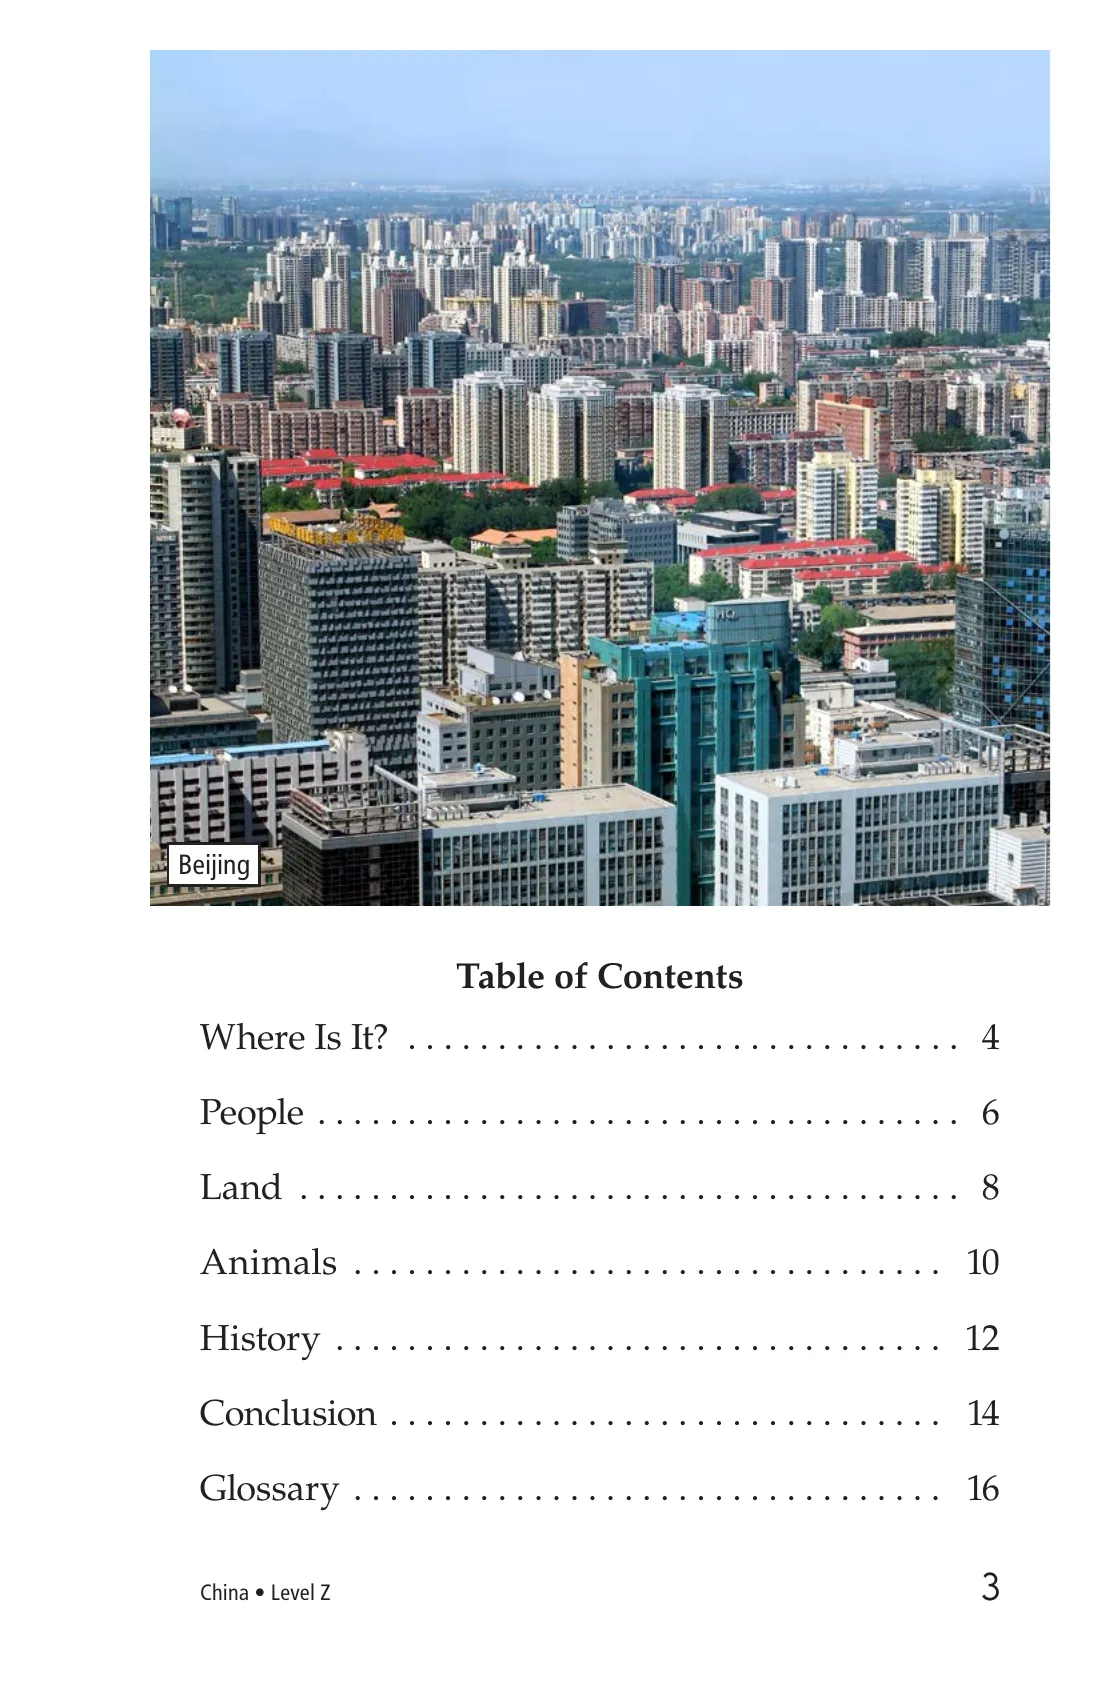 Beijing
HQ
Table of Contents
Where Is It? . . . . . . . . . . . . . . . . . . . . . . . . . . . . . . . 4
People . . . . . . . . . . . . . . . . . . . . . . . . . . . . . . . . . . . . 6
Land . . . . . . . . . . . . . . . . . . . . . . . . . . . . . . . . . . . . . 8
Animals . . . . . . . . . . . . . . . . . . . . . . . . . . . . . . . . . 10
History . . . . . . . . . . . . . . . . . . . . . . . . . . . . . . . . . . 12
Conclusion . . . . . . . . . . . . . . . . . . . . . . . . . . . . . . . 14
Glossary . . . . . . . . . . . . . . . . . . . . . . . . . . . . . . . . . 16
China • Level Z
3